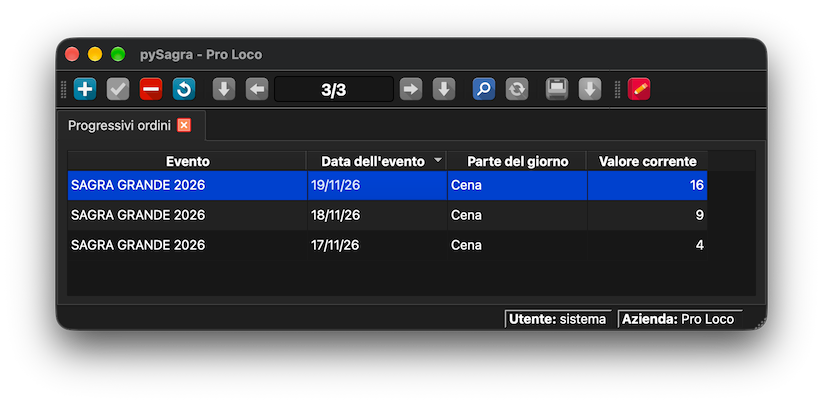 pySagra - Pro Loco
3/3
Progressivi ordini
Evento Data dell'evento Parte del giorno Valore corrente
SAGRA GRANDE 2026 19/11/26 Cena 16
SAGRA GRANDE 2026 18/11/26 Cena 9
SAGRA GRANDE 2026 17/11/26 Cena 4
Utente: sistema Azienda: Pro Loco